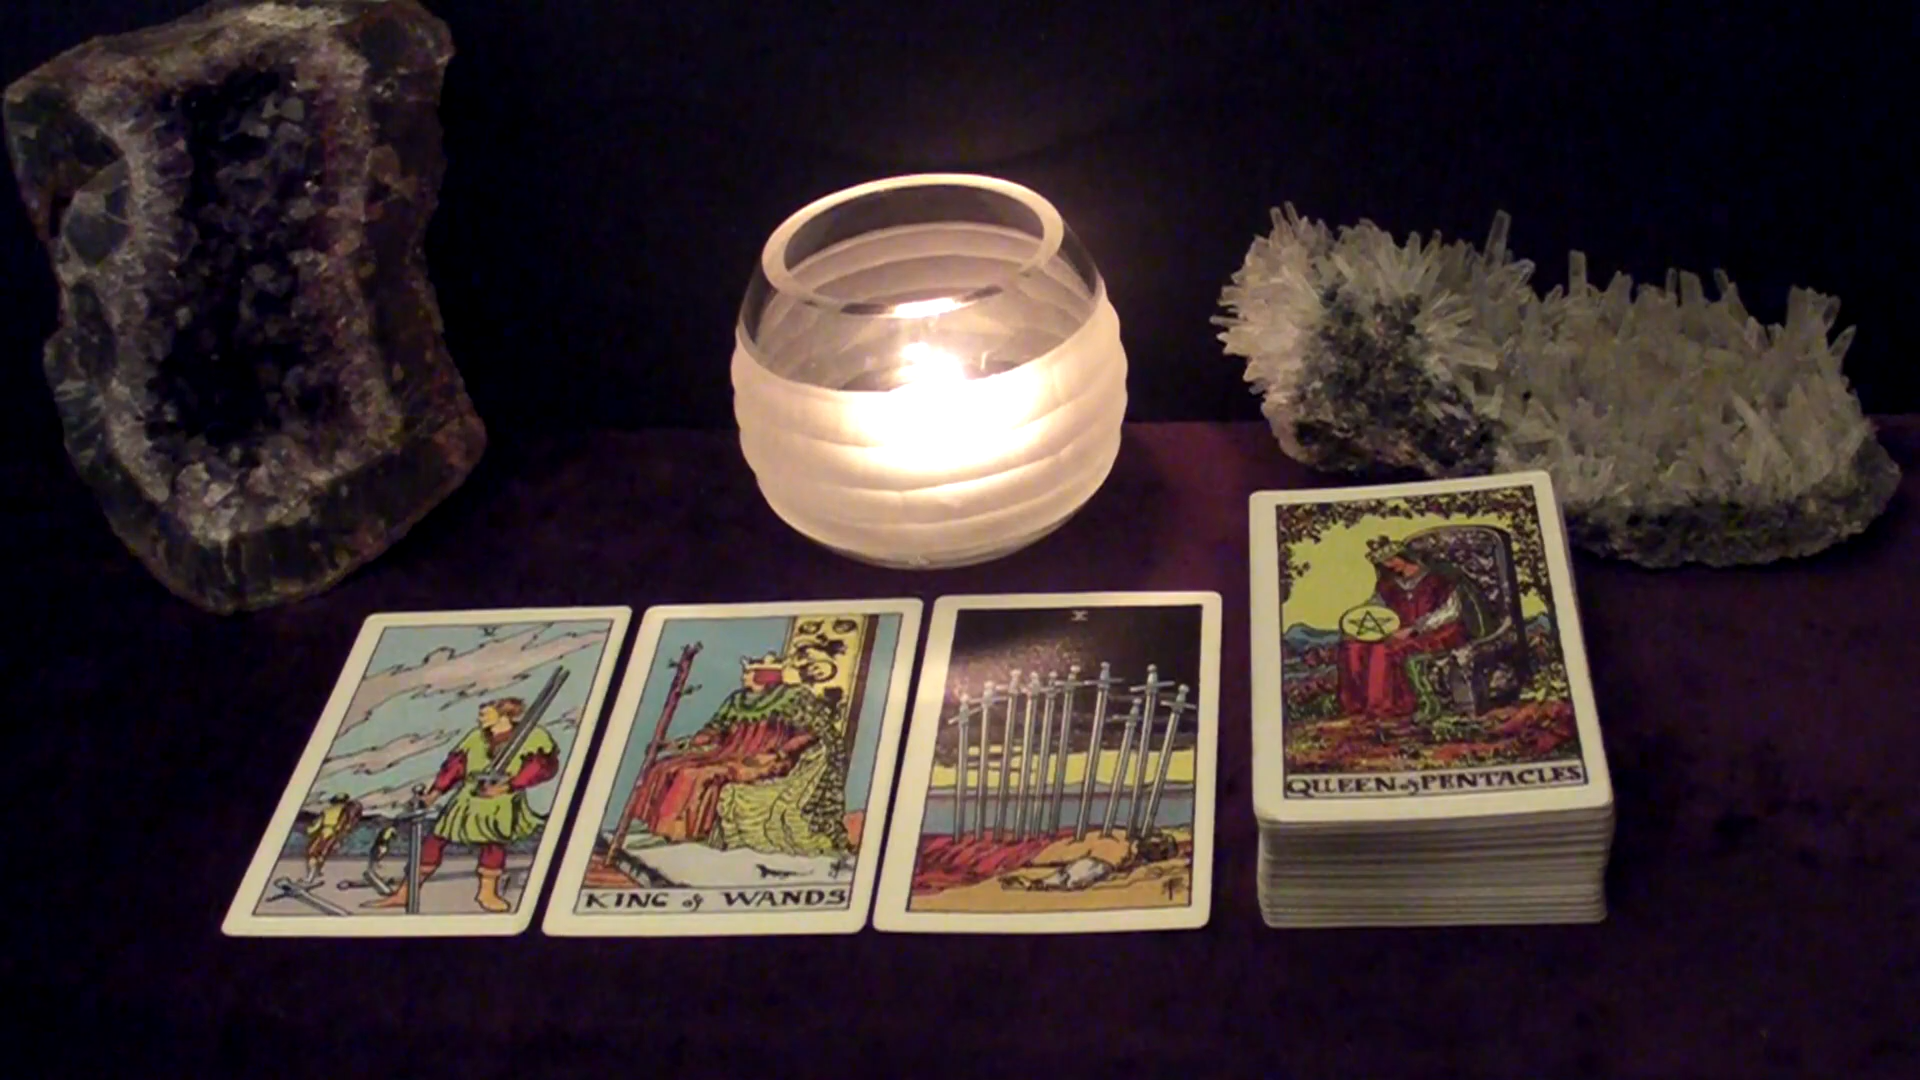 V
KING of WANDS
X
QUEEN of PENTACLES